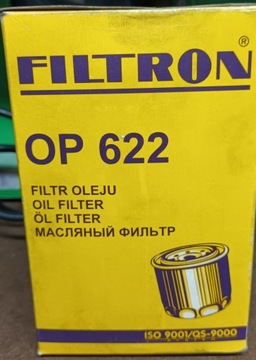 FILTRON®
OP 622
FILTR OLEJU
OIL FILTER
ÖL FILTER
МАСЛЯНЫЙ ФИЛЬТР
ISO 9001/QS-9000